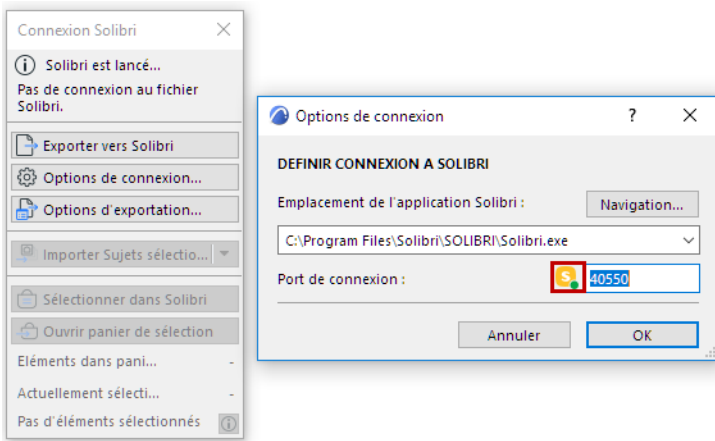 Connexion Solibri
Solibri est lancé...
Pas de connexion au fichier
Solibri.
Exporter vers Solibri
Options de connexion...
Options d'exportation...
Importer Sujets sélectio...
Sélectionner dans Solibri
Ouvrir panier de sélection
Eléments dans pani... -
Actuellement sélecti... -
Pas d'éléments sélectionnés
Options de connexion ?
DEFINIR CONNEXION A SOLIBRI
Emplacement de l'application Solibri :
Navigation...
C:\Program Files\Solibri\SOLIBRI\Solibri.exe
Port de connexion : S 40550
Annuler OK